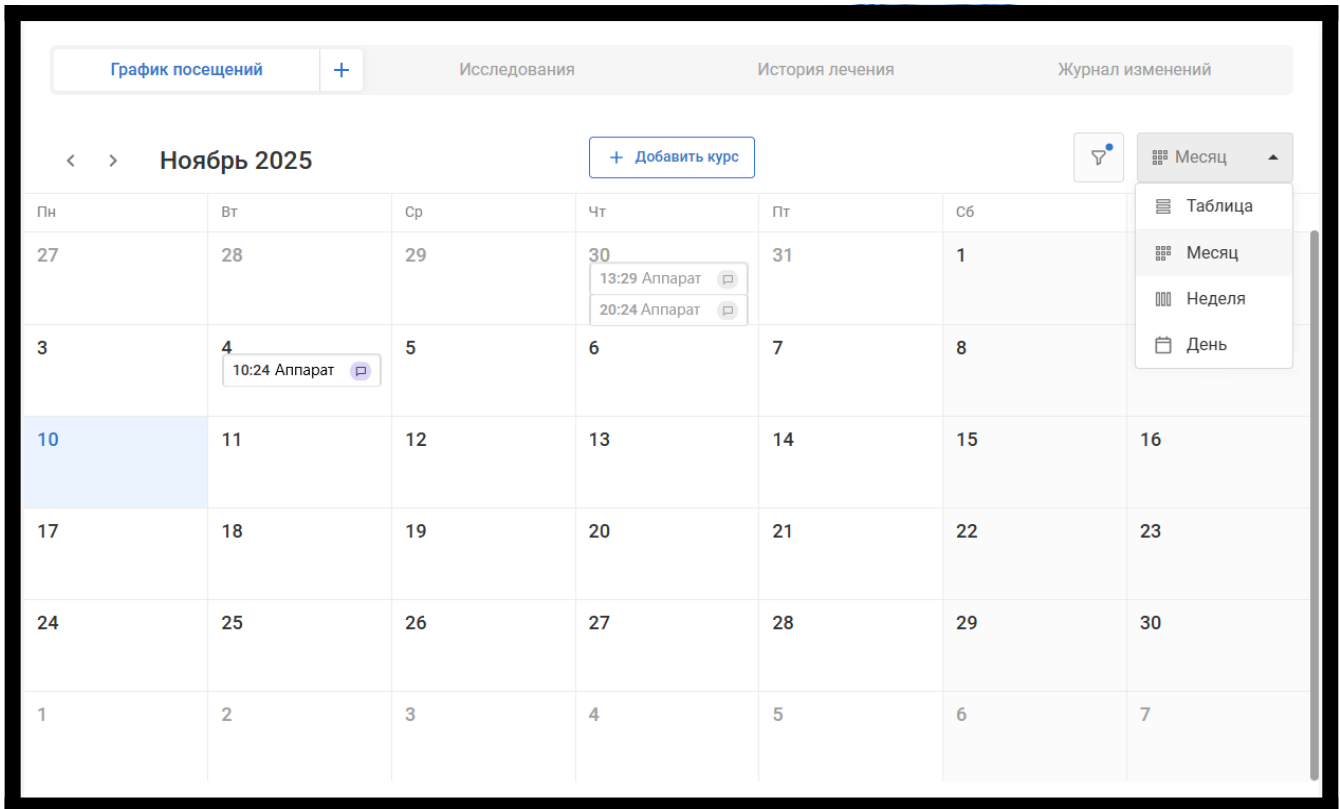 График посещений + Исследования История лечения Журнал изменений
< > Ноябрь 2025 + Добавить курс Месяц
Пн Вт Ср Чт Пт Сб
Таблица
Месяц
Неделя
День
27 28 29 30 31 1
13:29 Аппарат
20:24 Аппарат
3 4 5 6 7 8
10:24 Аппарат
10 11 12 13 14 15 16
17 18 19 20 21 22 23
24 25 26 27 28 29 30
1 2 3 4 5 6 7